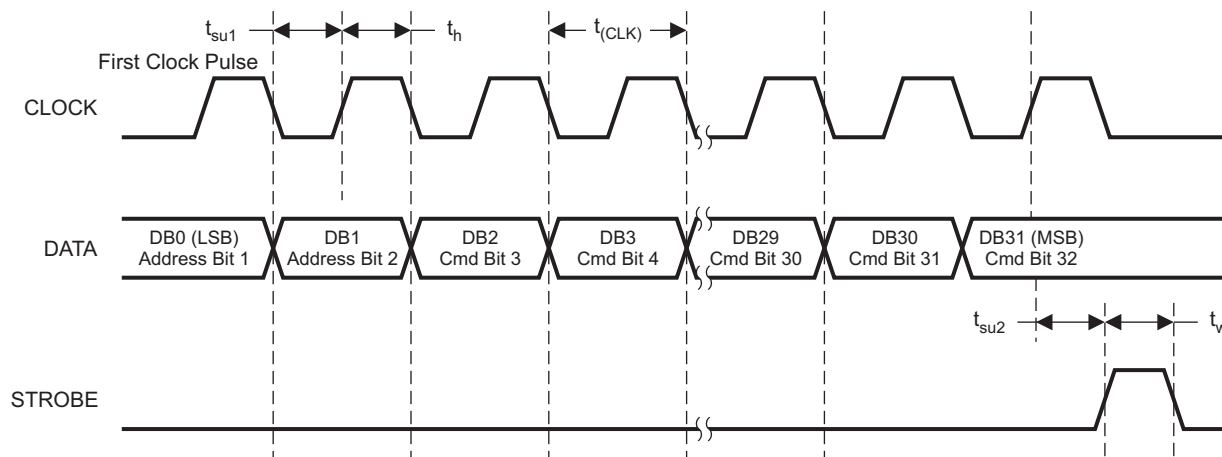 t_su1
t_h
t_(CLK)
First Clock Pulse
CLOCK
DATA
DB0 (LSB)
Address Bit 1
DB1
Address Bit 2
DB2
Cmd Bit 3
DB3
Cmd Bit 4
DB29
Cmd Bit 30
DB30
Cmd Bit 31
DB31 (MSB)
Cmd Bit 32
t_su2
t_w
STROBE